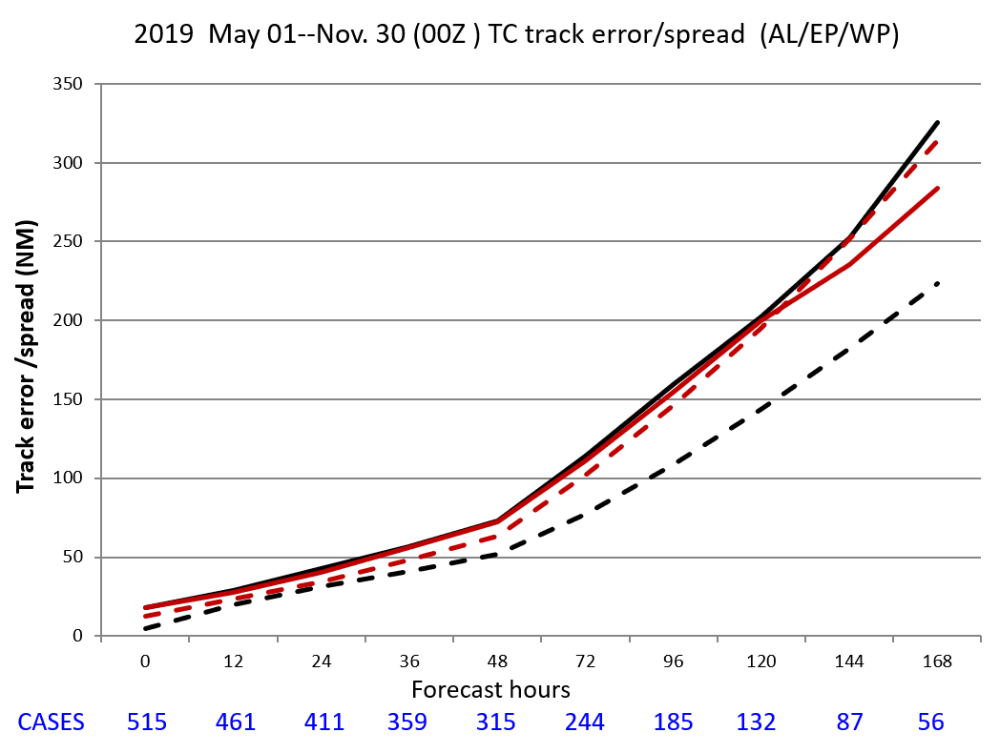 2019  May 01--Nov. 30 (00Z ) TC track error/spread  (AL/EP/WP)
350
300
250
200
150
100
50
0
Track error /spread (NM)
0 12 24 36 48 72 96 120 144 168
Forecast hours
CASES 515 461 411 359 315 244 185 132 87 56